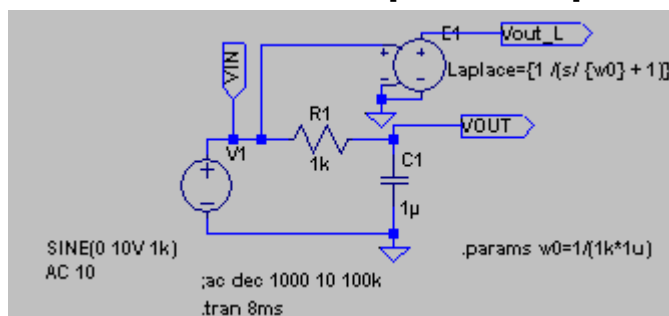 E1
Vout_L
VIN
Laplace={1 /(s/ {w0} + 1)}
R1
VOUT
V1
1k
C1
1µ
SINE(0 10V 1k)
AC 10
.params w0=1/(1k*1u)
;ac dec 1000 10 100k
.tran 8ms